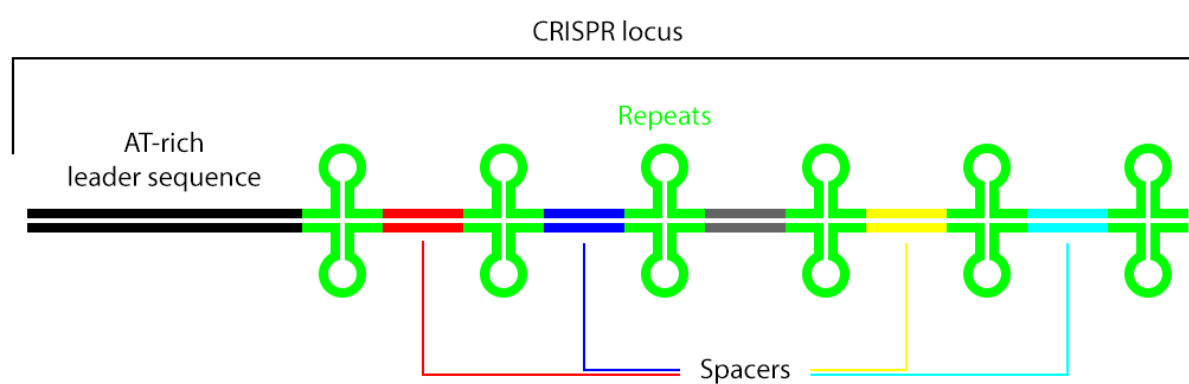 CRISPR locus
Repeats
AT-rich
leader sequence
Spacers